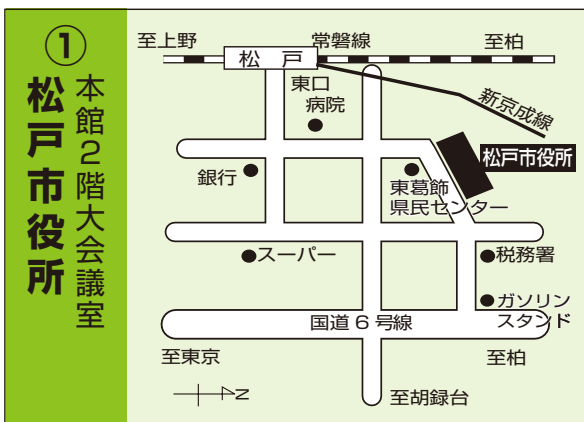 ①
松戸市役所
本館2階大会議室
至上野
松戸
常磐線
至柏
東口
病院
新京成線
松戸市役所
銀行
東葛飾
県民センター
スーパー
税務署
ガソリン
スタンド
国道6号線
至東京
至柏
至胡録台
N